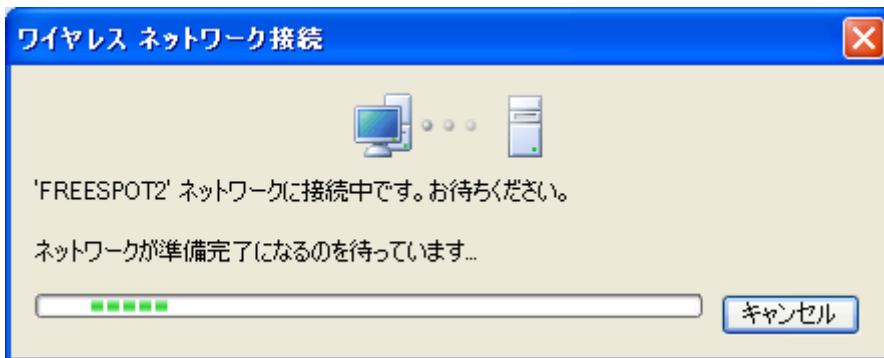 ワイヤレス ネットワーク接続
'FREESPOT2' ネットワークに接続中です。お待ちください。
ネットワークが準備完了になるのを待っています...
キャンセル